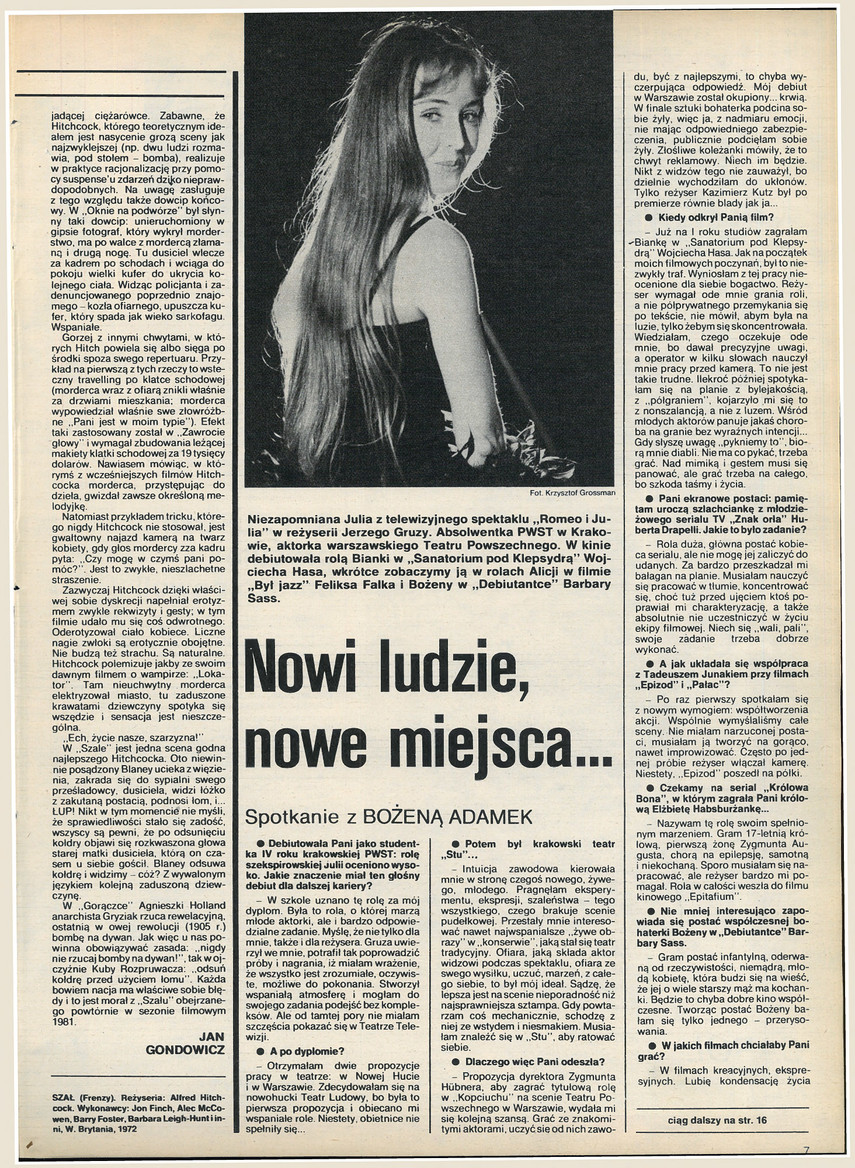 jadącej ciężarówce. Zabawne, że
Hitchcock, którego teoretycznym ide-
ałem jest nasycenie grozą sceny jak
najzwyklejszej (np. dwu ludzi rozma-
wia, pod stołem – bomba), realizuje
w praktyce racjonalizację przy pomo-
cy suspense'u zdarzeń dziko niepraw-
dopodobnych. Na uwagę zasługuje
z tego względu także dowcip końco-
wy. W „Oknie na podwórze" był słyn-
ny taki dowcip: unieruchomiony w
gipsie fotograf, który wykrył morder-
stwo, ma po walce z mordercą złama-
ną i drugą nogę. Tu dusiciel wlecze
za kadrem po schodach i wciąga do
pokoju wielki kufer do ukrycia ko-
lejnego ciała. Widząc policjanta i za-
denuncjowanego poprzednio znajo-
mego – kozła ofiarnego, upuszcza ku-
fer, który spada jak wieko sarkofagu.
Wspaniałe.
Gorzej z innymi chwytami, w któ-
rych Hitch powiela się albo sięga po
środki spoza swego repertuaru. Przy-
kład na pierwszą z tych rzeczy to wste-
czny travelling po klatce schodowej
(morderca wraz z ofiarą znikli właśnie
za drzwiami mieszkania; morderca
wypowiedział właśnie swe złowróżb-
ne „Pani jest w moim typie"). Efekt
taki zastosowany został w „Zawrocie
głowy" i wymagał zbudowania leżącej
makiety klatki schodowej za 19 tysięcy
dolarów. Nawiasem mówiąc, w któ-
rymś z wcześniejszych filmów Hitch-
cocka morderca, przystępując do
dzieła, gwizdał zawsze określoną me-
lodyjkę.
Natomiast przykładem tricku, które-
go nigdy Hitchcock nie stosował, jest
gwałtowny najazd kamerą na twarz
kobiety, gdy głos mordercy zza kadru
pyta: „Czy mogę w czymś pani po-
móc?". Jest to zwykłe, nieszlachetne
straszenie.
Zazwyczaj Hitchcock dzięki właści-
wej sobie dyskrecji napełniał erotyz-
mem zwykłe rekwizyty i gesty; w tym
filmie udało mu się coś odwrotnego.
Oderotyzował ciało kobiece. Liczne
nagie zwłoki są erotycznie obojętne.
Nie budzą też strachu. Są naturalne.
Hitchcock polemizuje jakby ze swoim
dawnym filmem o wampirze: „Loka-
tor". Tam nieuchwytny morderca
elektryzował miasto, tu zaduszone
krawatami dziewczyny spotyka się
wszędzie i sensacja jest nieszcze-
gólna.
„Ech, życie nasze, szarzyzna!"
W „Szale" jest jedna scena godna
najlepszego Hitchcocka. Oto niewin-
nie posądzony Blaney ucieka z więzie-
nia, zakrada się do sypialni swego
prześladowcy, dusiciela, widzi łóżko
z zakutaną postacią, podnosi łom, i...
ŁUP! Nikt w tym momencie nie myśli,
że sprawiedliwości stało się zadość,
wszyscy są pewni, że po odsunięciu
kołdry objawi się rozkwaszona głowa
starej matki dusiciela, którą on cza-
sem u siebie gościł. Blaney odsuwa
kołdrę i widzimy – cóż? Z wywalonym
językiem kolejną zaduszoną dziew-
czynę.
W „Gorączce" Agnieszki Holland
anarchista Gryziak rzuca rewelacyjną,
ostatnią w owej rewolucji (1905 r.)
bombę na dywan. Jak więc u nas po-
winna obowiązywać zasada: „nigdy
nie rzucaj bomby na dywan!", tak w oj-
czyźnie Kuby Rozpruwacza: „odsuń
kołdrę przed użyciem łomu". Każda
bowiem nacja ma właściwe sobie błę-
dy i to jest morał z „Szału" obejrzane-
go powtórnie w sezonie filmowym
1981.
JAN
GONDOWICZ
SZAŁ (Frenzy). Reżyseria: Alfred Hitch-
cock. Wykonawcy: Jon Finch, Alec McCo-
wen, Barry Foster, Barbara Leigh-Hunt i in-
ni, W. Brytania, 1972
Fot. Krzysztof Grossman
Niezapomniana Julia z telewizyjnego spektaklu „Romeo i Ju-
lia" w reżyserii Jerzego Gruzy. Absolwentka PWST w Krako-
wie, aktorka warszawskiego Teatru Powszechnego. W kinie
debiutowała rolą Bianki w „Sanatorium pod Klepsydrą" Woj-
ciecha Hasa, wkrótce zobaczymy ją w rolach Alicji w filmie
„Był jazz" Feliksa Falka i Bożeny w „Debiutantce" Barbary
Sass.
Nowi ludzie,
nowe miejsca...
Spotkanie z BOŻENĄ ADAMEK
● Debiutowała Pani jako student-
ka IV roku krakowskiej PWST: rolę
szekspirowskiej Julii oceniono wyso-
ko. Jakie znaczenie miał ten głośny
debiut dla dalszej kariery?
– W szkole uznano tę rolę za mój
dyplom. Była to rola, o której marzą
młode aktorki, ale i bardzo odpowie-
dzialne zadanie. Myślę, że nie tylko dla
mnie, także i dla reżysera. Gruza uwie-
rzył we mnie, potrafił tak poprowadzić
próby i nagrania, iż miałam wrażenie,
że wszystko jest zrozumiałe, oczywis-
te, możliwe do pokonania. Stworzył
wspaniałą atmosferę i mogłam do
swojego zadania podejść bez komple-
ksów. Ale od tamtej pory nie miałam
szczęścia pokazać się w Teatrze Tele-
wizji.
● A po dyplomie?
– Otrzymałam dwie propozycje
pracy w teatrze: w Nowej Hucie
i w Warszawie. Zdecydowałam się na
nowohucki Teatr Ludowy, bo była to
pierwsza propozycja i obiecano mi
wspaniałe role. Niestety, obietnice nie
spełniły się...
● Potem był krakowski teatr
„Stu"...
– Intuicja zawodowa kierowała
mnie w stronę czegoś nowego, żywe-
go, młodego. Pragnęłam ekspery-
mentu, ekspresji, szaleństwa – tego
wszystkiego, czego brakuje scenie
pudełkowej. Przestały mnie intereso-
wać nawet najwspanialsze „żywe ob-
razy" w „konserwie", jaką stał się teatr
tradycyjny. Ofiara, jaką składa aktor
widzowi podczas spektaklu, ofiara ze
swego wysiłku, uczuć, marzeń, z całe-
go siebie, to był mój ideał. Sądzę, że
lepsza jest na scenie nieporadność niż
najsprawniejsza sztampa. Gdy powta-
rzam coś mechanicznie, schodzę z
niej ze wstydem i niesmakiem. Musia-
łam znaleźć się w „Stu", aby ratować
siebie.
● Dlaczego więc Pani odeszła?
– Propozycja dyrektora Zygmunta
Hübnera, aby zagrać tytułową rolę
w „Kopciuchu" na scenie Teatru Po-
wszechnego w Warszawie, wydała mi
się kolejną szansą. Grać ze znakomi-
tymi aktorami, uczyć się od nich zawo-
du, być z najlepszymi, to chyba wy-
czerpująca odpowiedź. Mój debiut
w Warszawie został okupiony... krwią.
W finale sztuki bohaterka podcina so-
bie żyły, więc ja, z nadmiaru emocji,
nie mając odpowiedniego zabezpie-
czenia, publicznie podcięłam sobie
żyły. Złośliwe koleżanki mówiły, że to
chwyt reklamowy. Niech im będzie.
Nikt z widzów tego nie zauważył, bo
dzielnie wychodziłam do ukłonów.
Tylko reżyser Kazimierz Kutz był po
premierze równie blady jak ja...
● Kiedy odkrył Panią film?
– Już na I roku studiów zagrałam
Biankę w „Sanatorium pod Klepsy-
drą" Wojciecha Hasa. Jak na początek
moich filmowych poczynań, był to nie-
zwykły traf. Wyniosłam z tej pracy nie-
ocenione dla siebie bogactwo. Reży-
ser wymagał ode mnie grania roli,
a nie półprywatnego przemykania się
po tekście, nie mówił, abym była na
luzie, tylko żebym się skoncentrowała.
Wiedziałam, czego oczekuje ode
mnie, bo dawał precyzyjne uwagi,
a operator w kilku słowach nauczył
mnie pracy przed kamerą. To nie jest
takie trudne. Ilekroć później spotyka-
łam się na planie z bylejakością,
z „półgraniem", kojarzyło mi się to
z nonszalancją, a nie z luzem. Wśród
młodych aktorów panuje jakaś choro-
ba na granie bez wyraźnych intencji...
Gdy słyszę uwagę „pykniemy to", bio-
rą mnie diabli. Nie ma co pykać, trzeba
grać. Nad mimiką i gestem musi się
panować, ale grać trzeba na całego,
bo szkoda taśmy i życia.
● Pani ekranowe postaci: pamię-
tam uroczą szlachciankę z młodzie-
żowego serialu TV „Znak orła" Hu-
berta Drapelli. Jakie to było zadanie?
– Rola duża, główna postać kobie-
ca serialu, ale nie mogę jej zaliczyć do
udanych. Za bardzo przeszkadzał mi
bałagan na planie. Musiałam nauczyć
się pracować w tłumie, koncentrować
się, choć tuż przed ujęciem ktoś po-
prawiał mi charakteryzację, a także
absolutnie nie uczestniczyć w życiu
ekipy filmowej. Niech się „wali, pali",
swoje zadanie trzeba dobrze
wykonać.
● A jak układała się współpraca
z Tadeuszem Junakiem przy filmach
„Epizod" i „Pałac"?
– Po raz pierwszy spotkałam się
z nowym wymogiem: współtworzenia
akcji. Wspólnie wymyślaliśmy całe
sceny. Nie miałam narzuconej posta-
ci, musiałam ją tworzyć na gorąco,
nawet improwizować. Często po jed-
nej próbie reżyser włączał kamerę.
Niestety, „Epizod" poszedł na półki.
● Czekamy na serial „Królowa
Bona", w którym zagrała Pani królo-
wą Elżbietę Habsburżankę...
– Nazywam tę rolę swoim spełnio-
nym marzeniem. Gram 17-letnią kró-
lową, pierwszą żonę Zygmunta Au-
gusta, chorą na epilepsję, samotną
i niekochaną. Sporo musiałam się na-
pracować, ale reżyser bardzo mi po-
magał. Rola w całości weszła do filmu
kinowego „Epitafium".
● Nie mniej interesująco zapo-
wiada się postać współczesnej bo-
haterki Bożeny w „Debiutantce" Bar-
bary Sass.
– Gram postać infantylną, oderwa-
ną od rzeczywistości, niemądrą, mło-
dą kobietą, która budzi się na wieść,
że jej o wiele starszy mąż ma kochan-
ki. Będzie to chyba dobre kino współ-
czesne. Tworząc postać Bożeny ba-
łam się tylko jednego – przeryso-
wania.
● W jakich filmach chciałaby Pani
grać?
– W filmach kreacyjnych, ekspre-
syjnych. Lubię kondensację życia
ciąg dalszy na str. 16
7